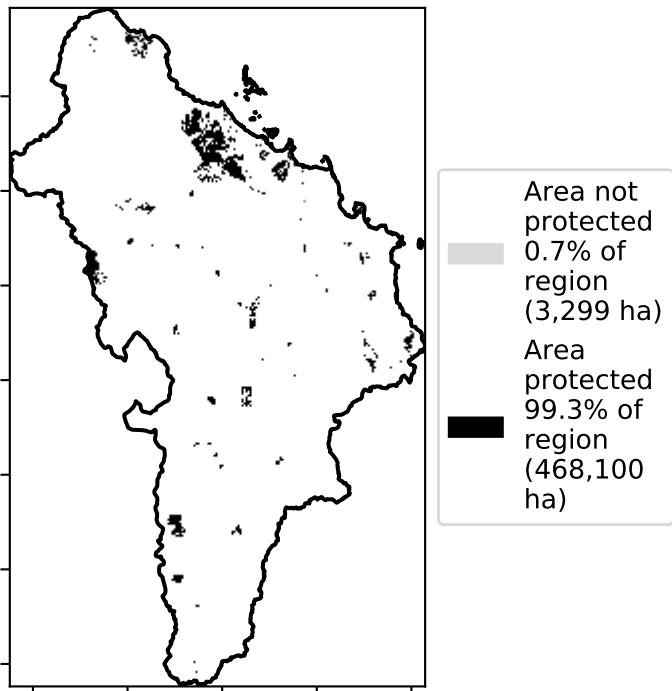 Area not
protected
0.7% of
region
(3,299 ha)
Area
protected
99.3% of
region
(468,100
ha)